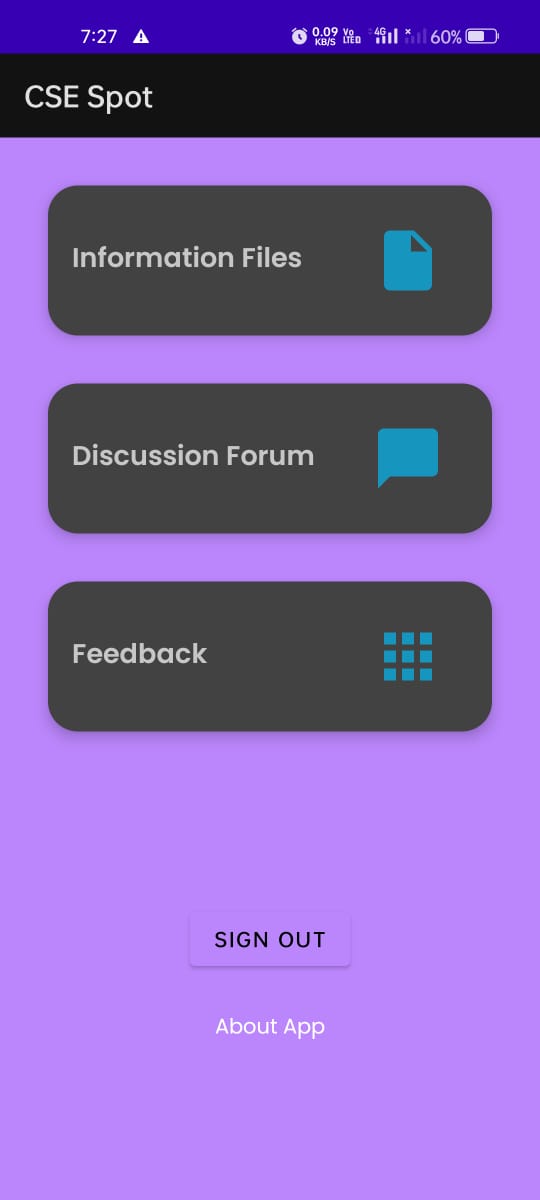 7:27 0.09 KB/S Vo LTE 4G 60%
CSE Spot
Information Files
Discussion Forum
Feedback
SIGN OUT
About App